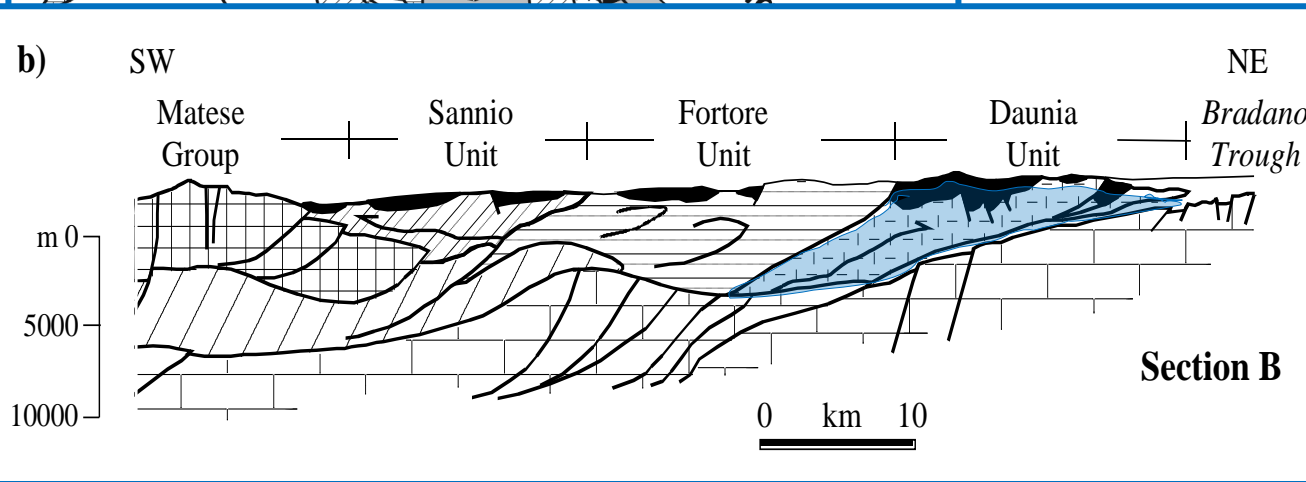 b) SW NE
Matese Sannio Fortore Daunia Bradano
Group Unit Unit Unit Trough
m 0
5000
Section B
10000
0 km 10